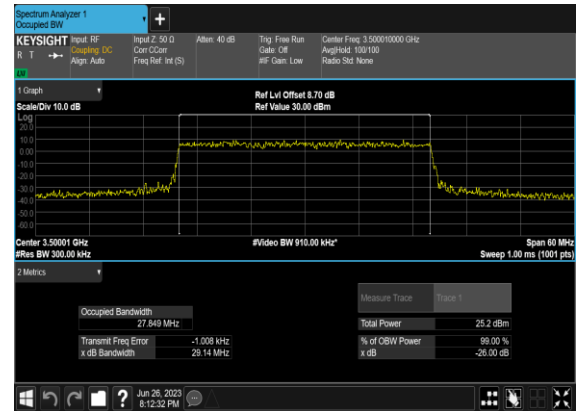 Spectrum Analyzer 1
Occupied BW
+
KEYSIGHT Input: RF Input Z: 50 Ω Atten: 40 dB Trig: Free Run Center Freq: 3.500010000 GHz
R T Coupling: DC Corr CCorr Gate: Off Avg|Hold: 100/100
Align: Auto Freq Ref: Int (S) #IF Gain: Low Radio Std: None
1 Graph
Ref Lvl Offset 8.70 dB
Scale/Div 10.0 dB Ref Value 30.00 dBm
Log
20.0
10.0
0.00
-10.0
-20.0
-30.0
-40.0
-50.0
-60.0
Center 3.50001 GHz #Video BW 910.00 kHz* Span 60 MHz
#Res BW 300.00 kHz Sweep 1.00 ms (1001 pts)
2 Metrics
Measure Trace Trace 1
Occupied Bandwidth
27.849 MHz Total Power 25.2 dBm
Transmit Freq Error -1.008 kHz % of OBW Power 99.00 %
x dB Bandwidth 29.14 MHz x dB -26.00 dB
? Jun 26, 2023
8:12:32 PM